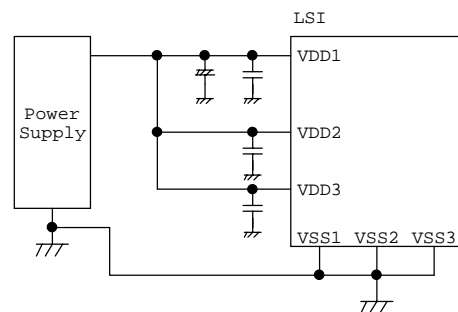 LSI
VDD1
Power
Supply
VDD2
VDD3
VSS1 VSS2 VSS3